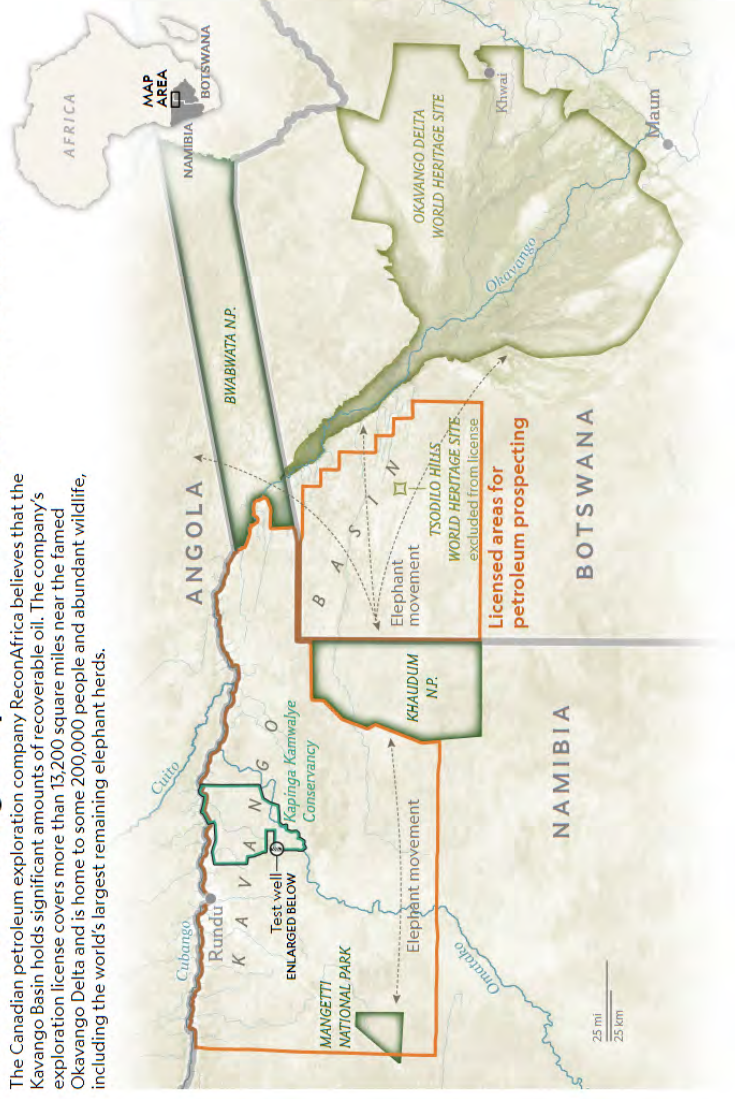 The Canadian petroleum exploration company ReconAfrica believes that the
Kavango Basin holds significant amounts of recoverable oil. The company's
exploration license covers more than 13,200 square miles near the famed
Okavango Delta and is home to some 200,000 people and abundant wildlife,
including the world's largest remaining elephant herds.
AFRICA
MAP
AREA
NAMIBIA
BOTSWANA
ANGOLA
Cubango
Cuito
Rundu
KAVANGO
BASIN
BWABWATA N.P.
Test well
ENLARGED BELOW
Kapinga Kamwalye
Conservancy
MANGETTI
NATIONAL PARK
Elephant movement
Omatako
KHAUDUM
N.P.
Elephant
movement
TSODILO HILLS
WORLD HERITAGE SITE
excluded from license
Licensed areas for
petroleum prospecting
OKAVANGO DELTA
WORLD HERITAGE SITE
Okavango
Khwai
Maun
NAMIBIA
BOTSWANA
25 mi
25 km